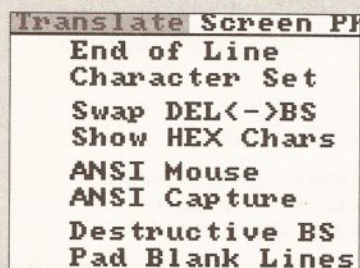 Translate Screen
End of Line
Character Set
Swap DEL<->BS
Show HEX Chars
ANSI Mouse
ANSI Capture
Destructive BS
Pad Blank Lines